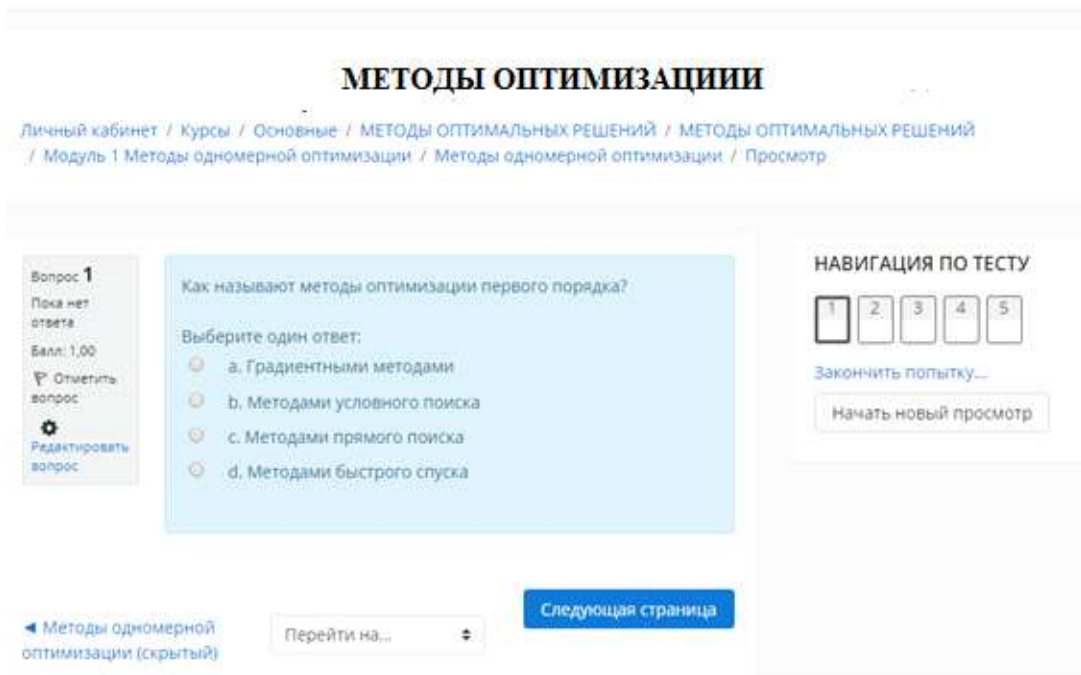 МЕТОДЫ ОПТИМИЗАЦИИИ
Личный кабинет / Курсы / Основные / МЕТОДЫ ОПТИМАЛЬНЫХ РЕШЕНИЙ / МЕТОДЫ ОПТИМАЛЬНЫХ РЕШЕНИЙ
/ Модуль 1 Методы одномерной оптимизации / Методы одномерной оптимизации / Просмотр
Вопрос 1
Пока нет
ответа
Балл: 1,00
Отметить
вопрос
Редактировать
вопрос
Как называют методы оптимизации первого порядка?
Выберите один ответ:
a. Градиентными методами
b. Методами условного поиска
c. Методами прямого поиска
d. Методами быстрого спуска
НАВИГАЦИЯ ПО ТЕСТУ
1 2 3 4 5
Закончить попытку...
Начать новый просмотр
Следующая страница
◄ Методы одномерной
оптимизации (скрытый)
Перейти на...